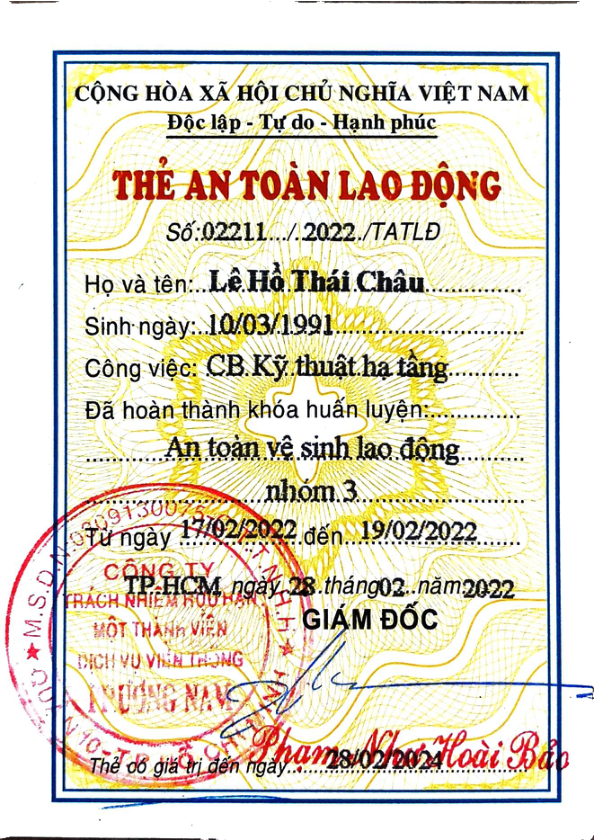 CỘNG HÒA XÃ HỘI CHỦ NGHĨA VIỆT NAM
Độc lập - Tự do - Hạnh phúc
THẺ AN TOÀN LAO ĐỘNG
Số:02211.../..2022./TATLĐ
Họ và tên:..Lê Hồ Thái Châu...............
Sinh ngày:..10/03/1991.............................
Công việc: CB Kỹ thuật hạ tầng...........
Đã hoàn thành khóa huấn luyện:..............
......An toàn vệ sinh lao động.........
nhóm 3
Từ ngày 17/02/2022 đến 19/02/2022
TP.HCM, ngày 28 tháng 02 năm 2022
GIÁM ĐỐC
M.S.D.N
CÔNG TY
TRÁCH NHIỆM HỮU HẠN
MỘT THÀNH VIÊN
DỊCH VỤ VIỄN THÔNG
Phạm Như Hoài Bảo
Thẻ có giá trị đến ngày.......28/02/2024